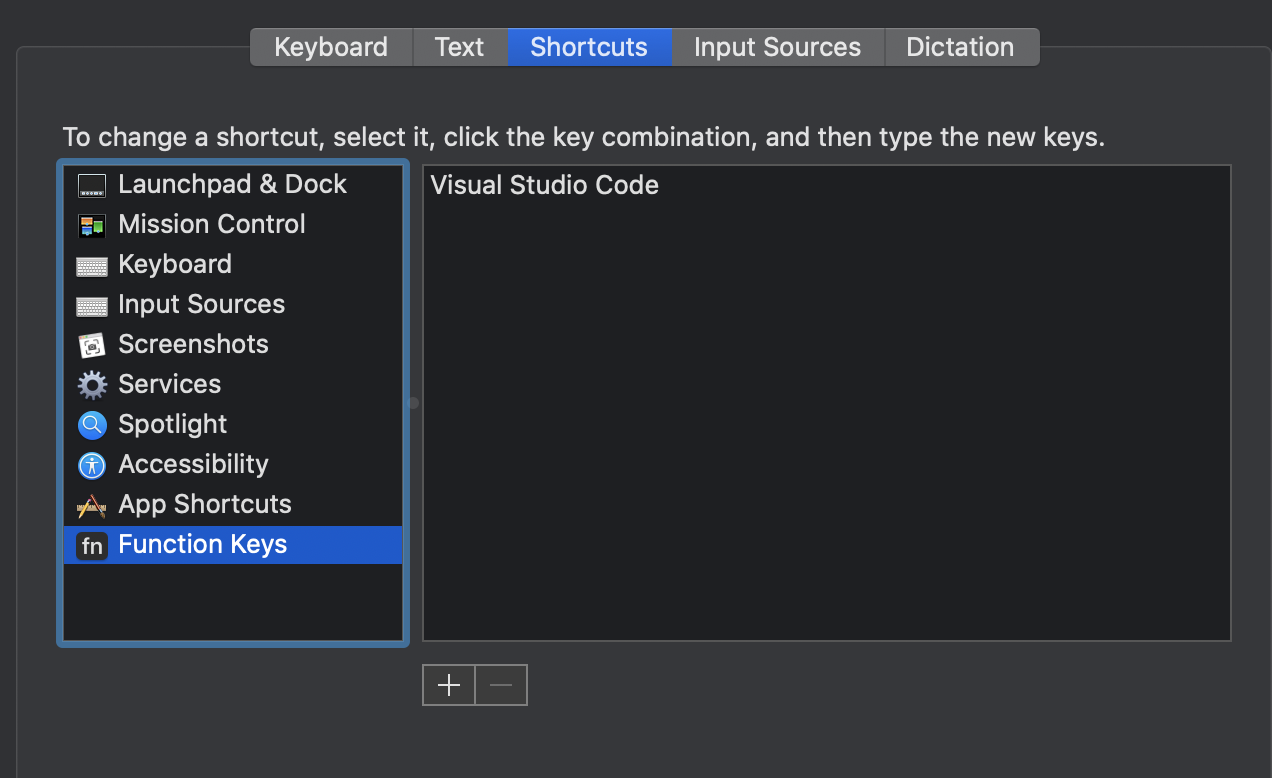 Keyboard Text Shortcuts Input Sources Dictation
To change a shortcut, select it, click the key combination, and then type the new keys.
Launchpad & Dock
Mission Control
Keyboard
Input Sources
Screenshots
Services
Spotlight
Accessibility
App Shortcuts
fn Function Keys
Visual Studio Code